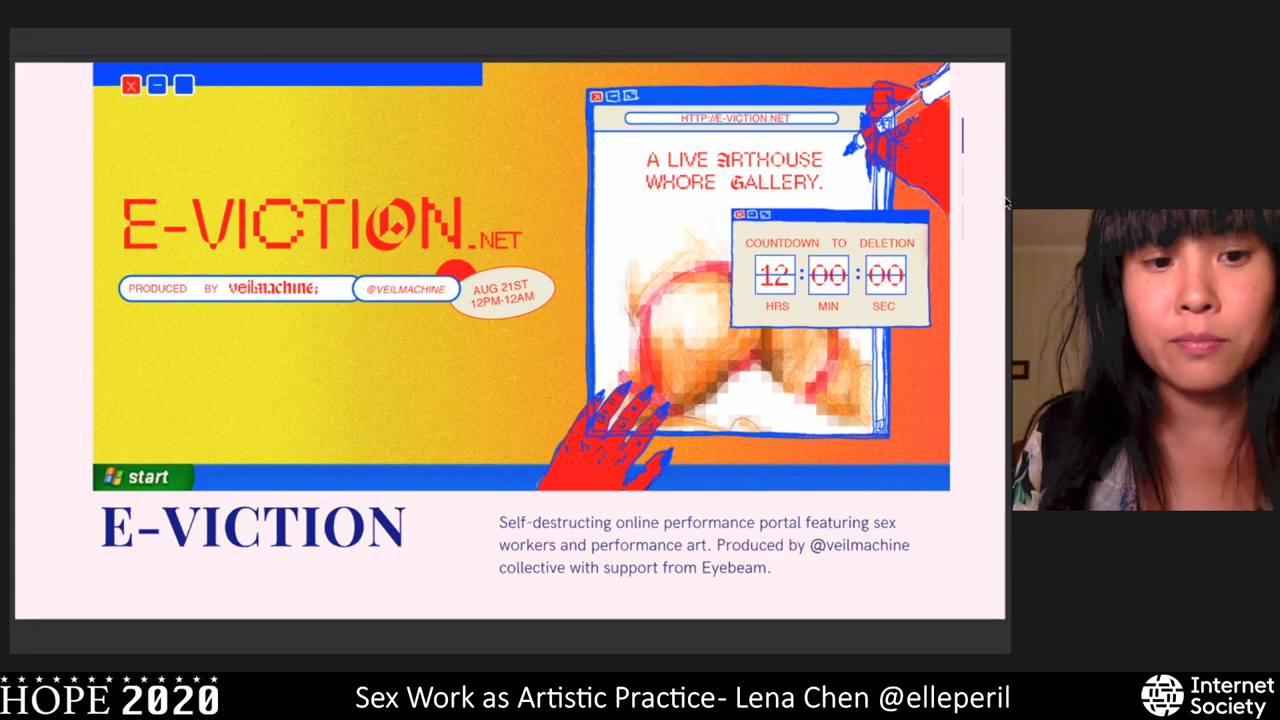 E-VICTION.NET
PRODUCED BY veilmachine;
@VEILMACHINE
AUG 21ST
12PM-12AM
HTTP://E-VICTION.NET
A LIVE ARTHOUSE
WHORE GALLERY.
COUNTDOWN TO DELETION
12:00:00
HRS MIN SEC
start
E-VICTION
Self-destructing online performance portal featuring sex
workers and performance art. Produced by @veilmachine
collective with support from Eyebeam.
HOPE 2020
Sex Work as Artistic Practice- Lena Chen @elleperil
Internet
Society